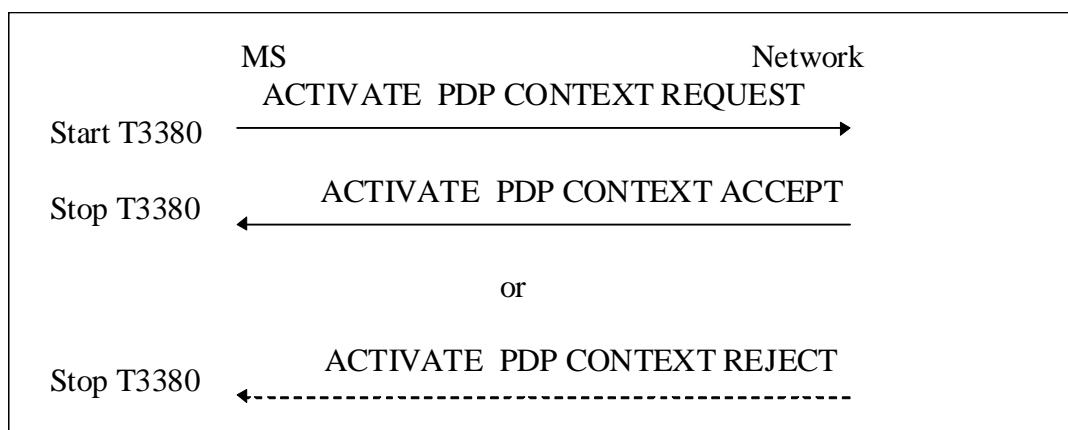 MS Network
ACTIVATE PDP CONTEXT REQUEST
Start T3380
ACTIVATE PDP CONTEXT ACCEPT
Stop T3380
or
ACTIVATE PDP CONTEXT REJECT
Stop T3380